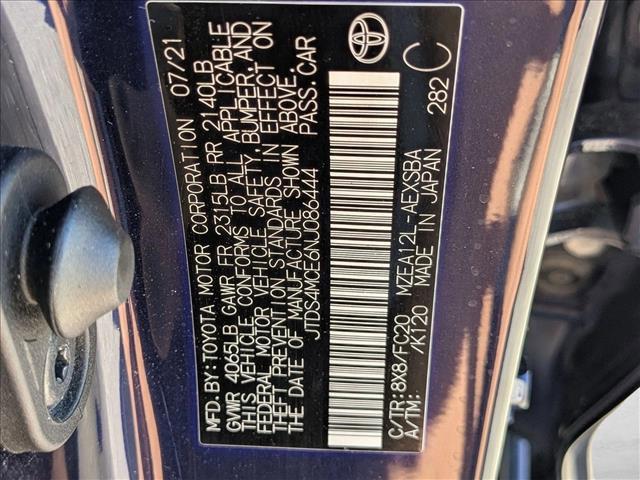 MFD.BY:TOYOTA MOTOR CORPORATION 07/21
GVWR 4065LB GAWR FR 2315LB RR 2140LB
THIS VEHICLE CONFORMS TO ALL APPLICABLE
FEDERAL MOTOR VEHICLE SAFETY,BUMPER,AND
THEFT PREVENTION STANDARDS IN EFFECT ON
THE DATE OF MANUFACTURE SHOWN ABOVE.
JTDS4MCE6NJ086444 PASS.CAR
C/TR:8X8/FC20 MZEA12L-AEXSBA 282 C
A/TM: /K120 MADE IN JAPAN